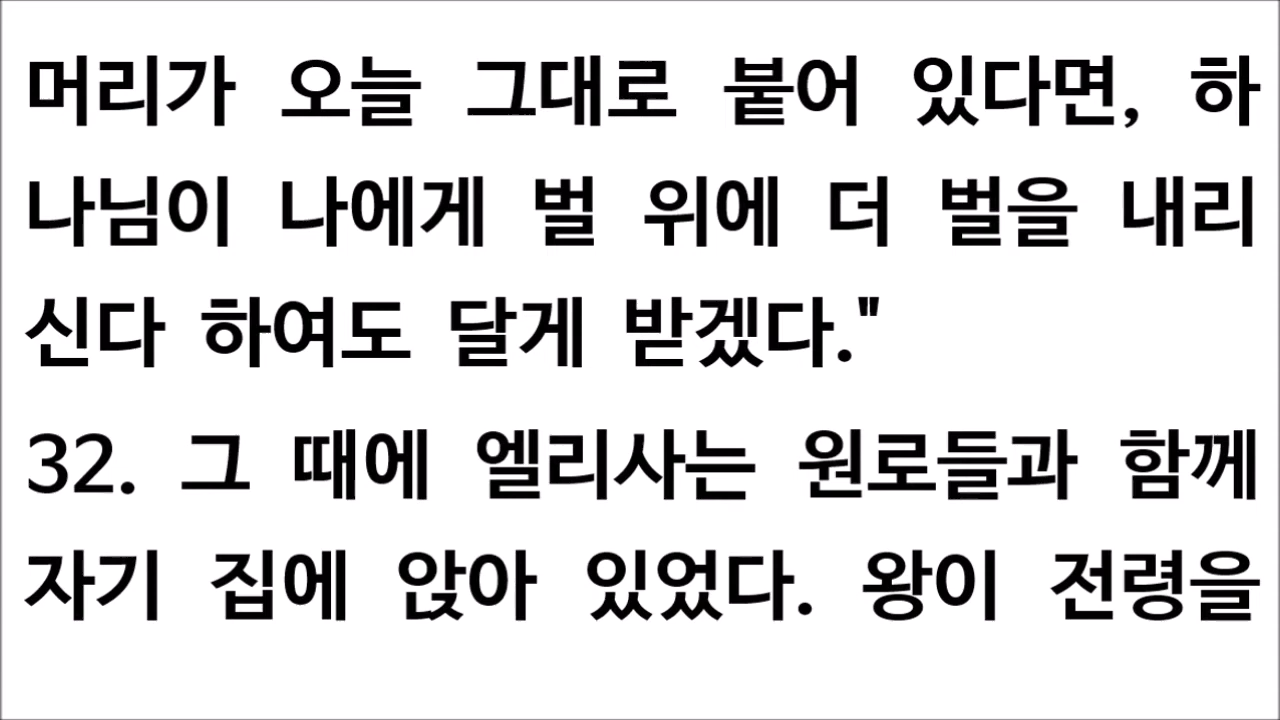 머리가 오늘 그대로 붙어 있다면, 하
나님이 나에게 벌 위에 더 벌을 내리
신다 하여도 달게 받겠다."
32. 그 때에 엘리사는 원로들과 함께
자기 집에 앉아 있었다. 왕이 전령을